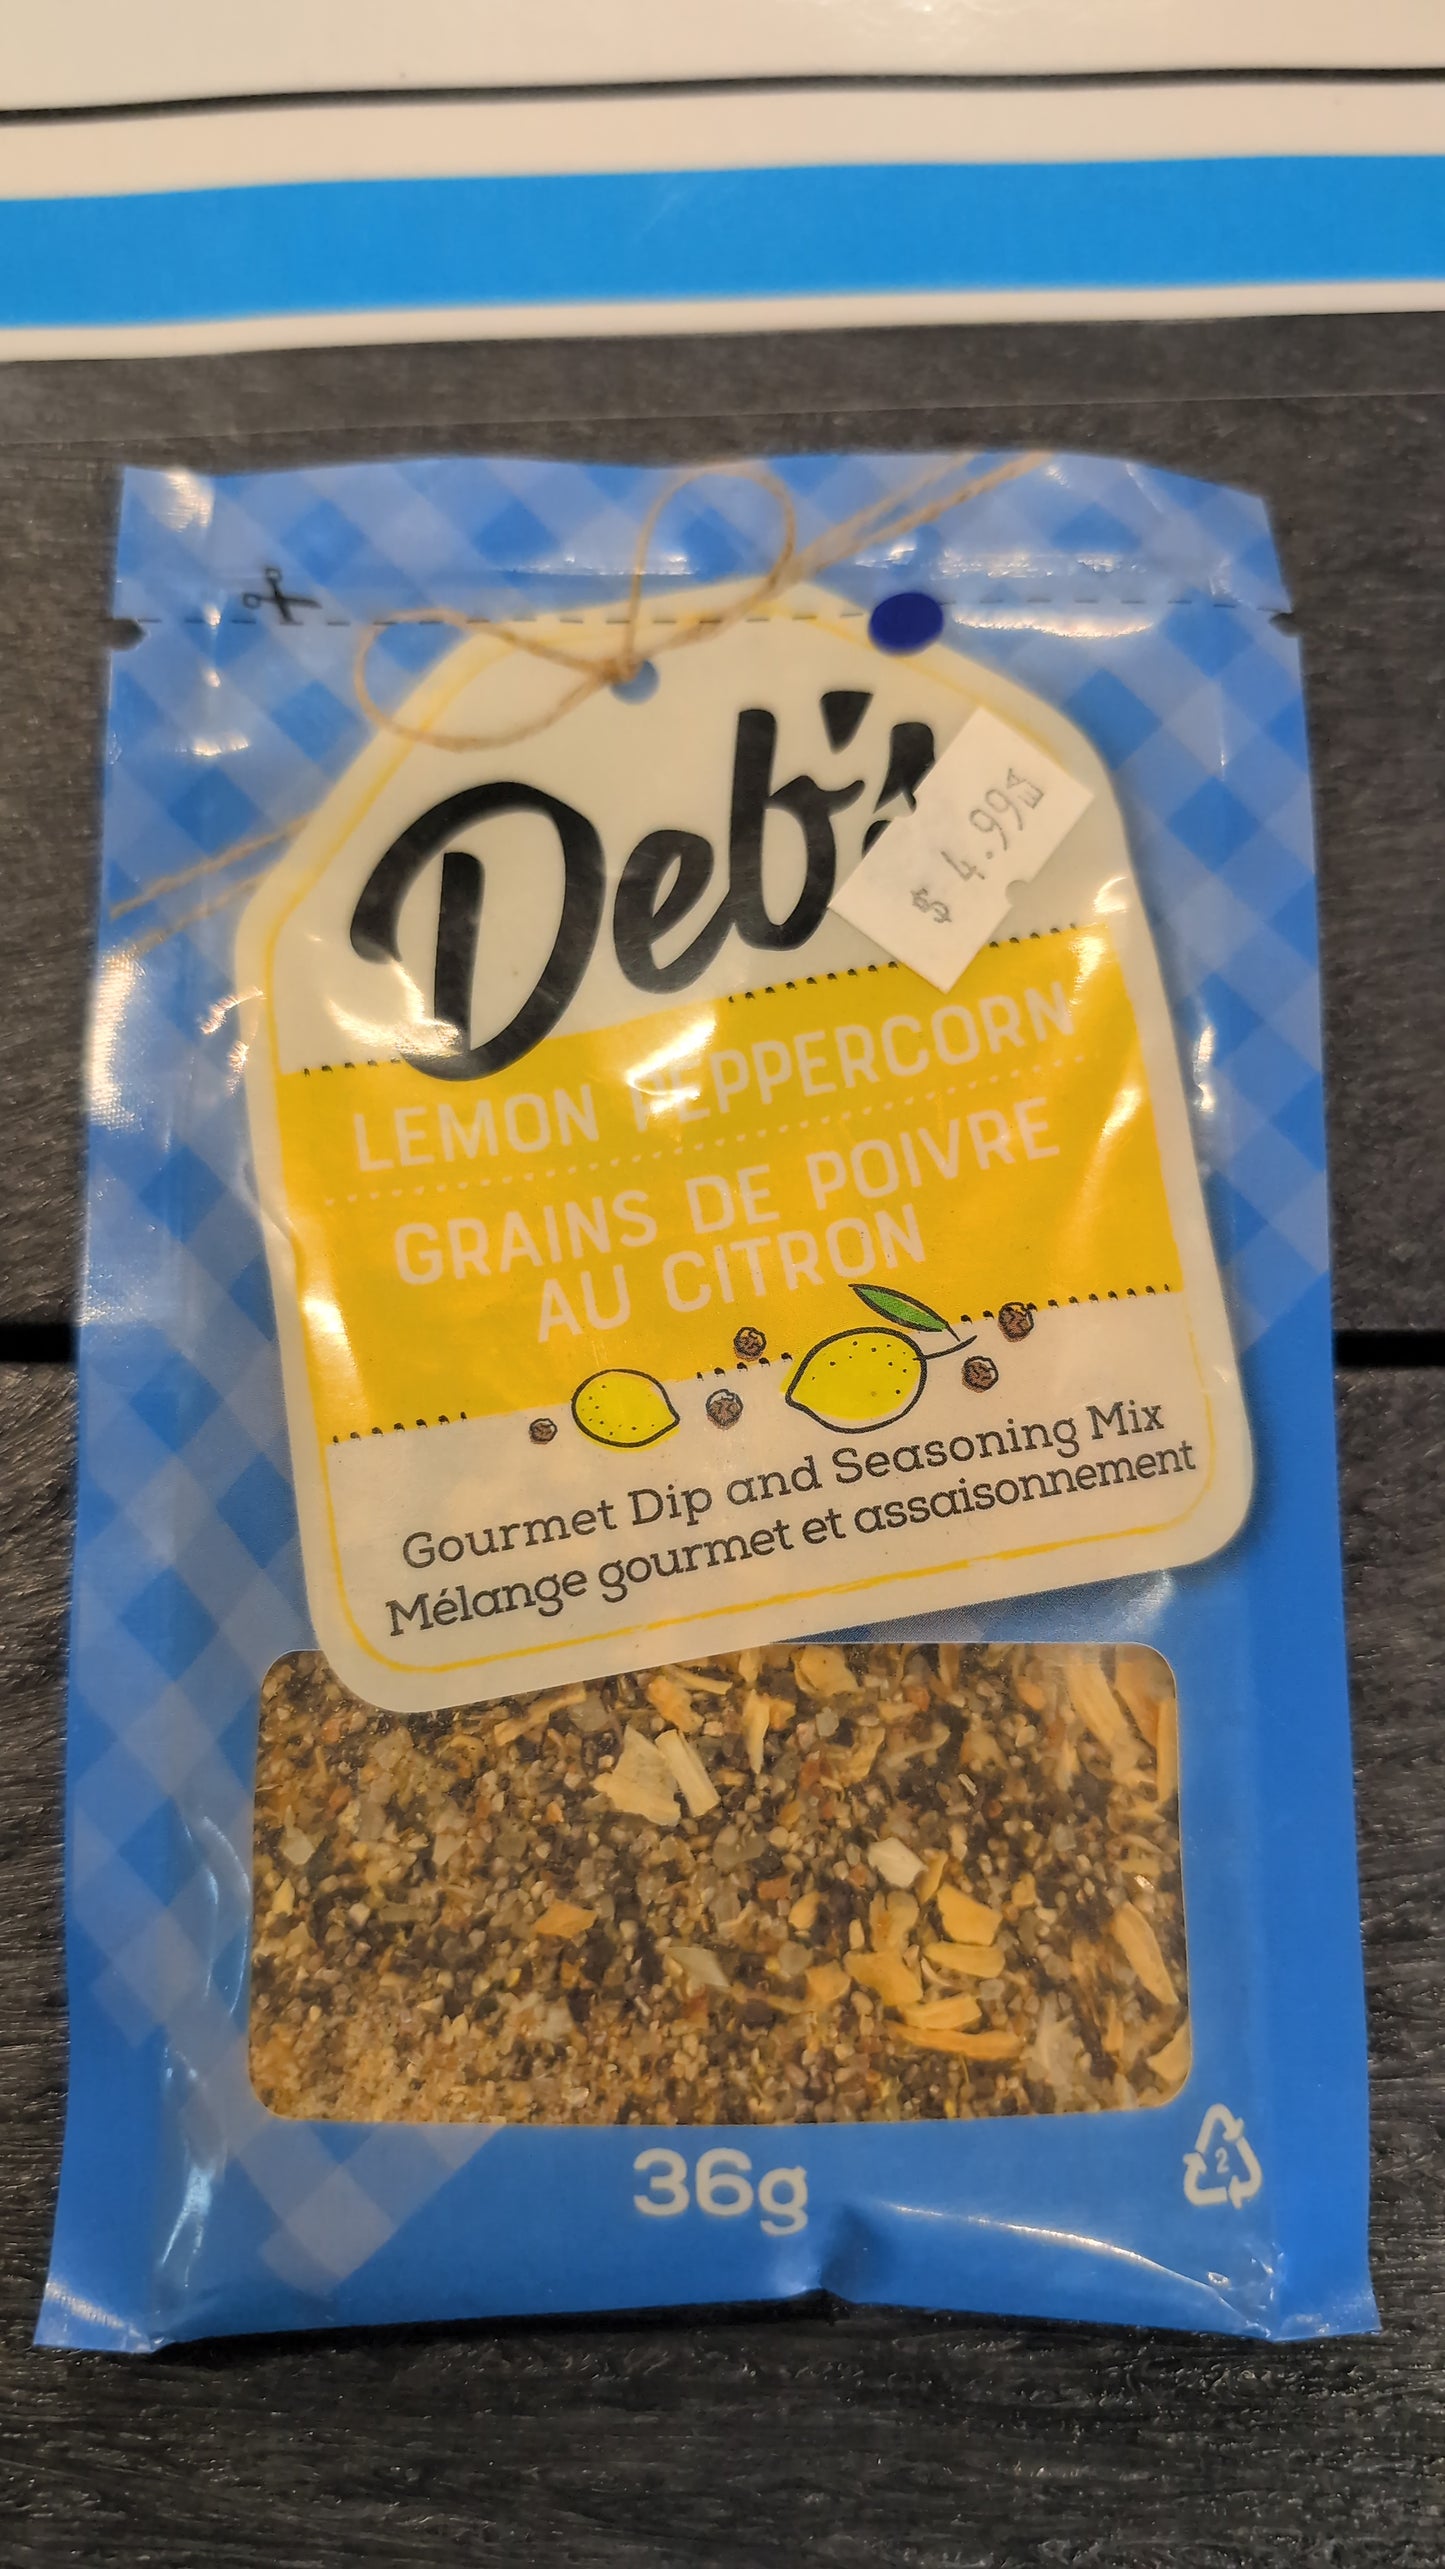 Deb's
$ 4.99
LEMON PEPPERCORN
GRAINS DE POIVRE
AU CITRON
Gourmet Dip and Seasoning Mix
Mélange gourmet et assaisonnement
36g
2